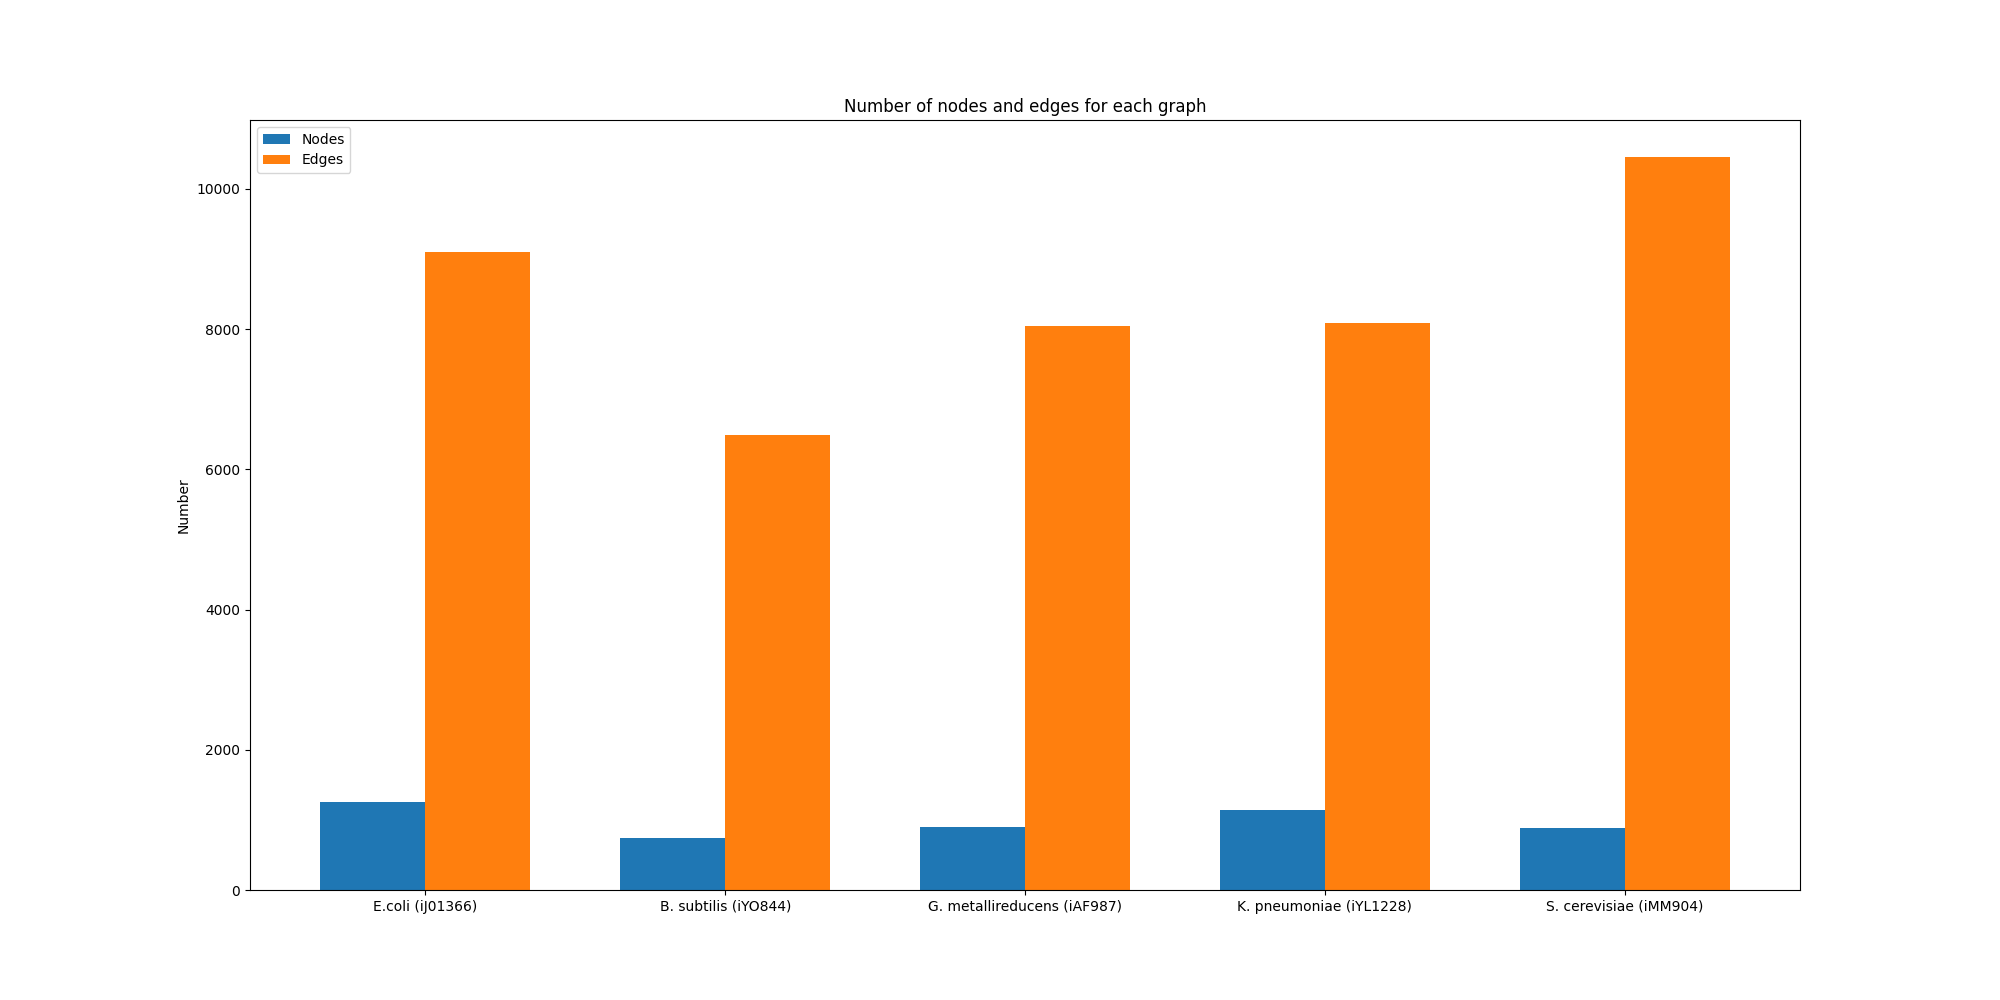 Number of nodes and edges for each graph
Nodes
Edges
10000
8000
6000
4000
2000
0
Number
E.coli (iJ01366)
B. subtilis (iYO844)
G. metallireducens (iAF987)
K. pneumoniae (iYL1228)
S. cerevisiae (iMM904)